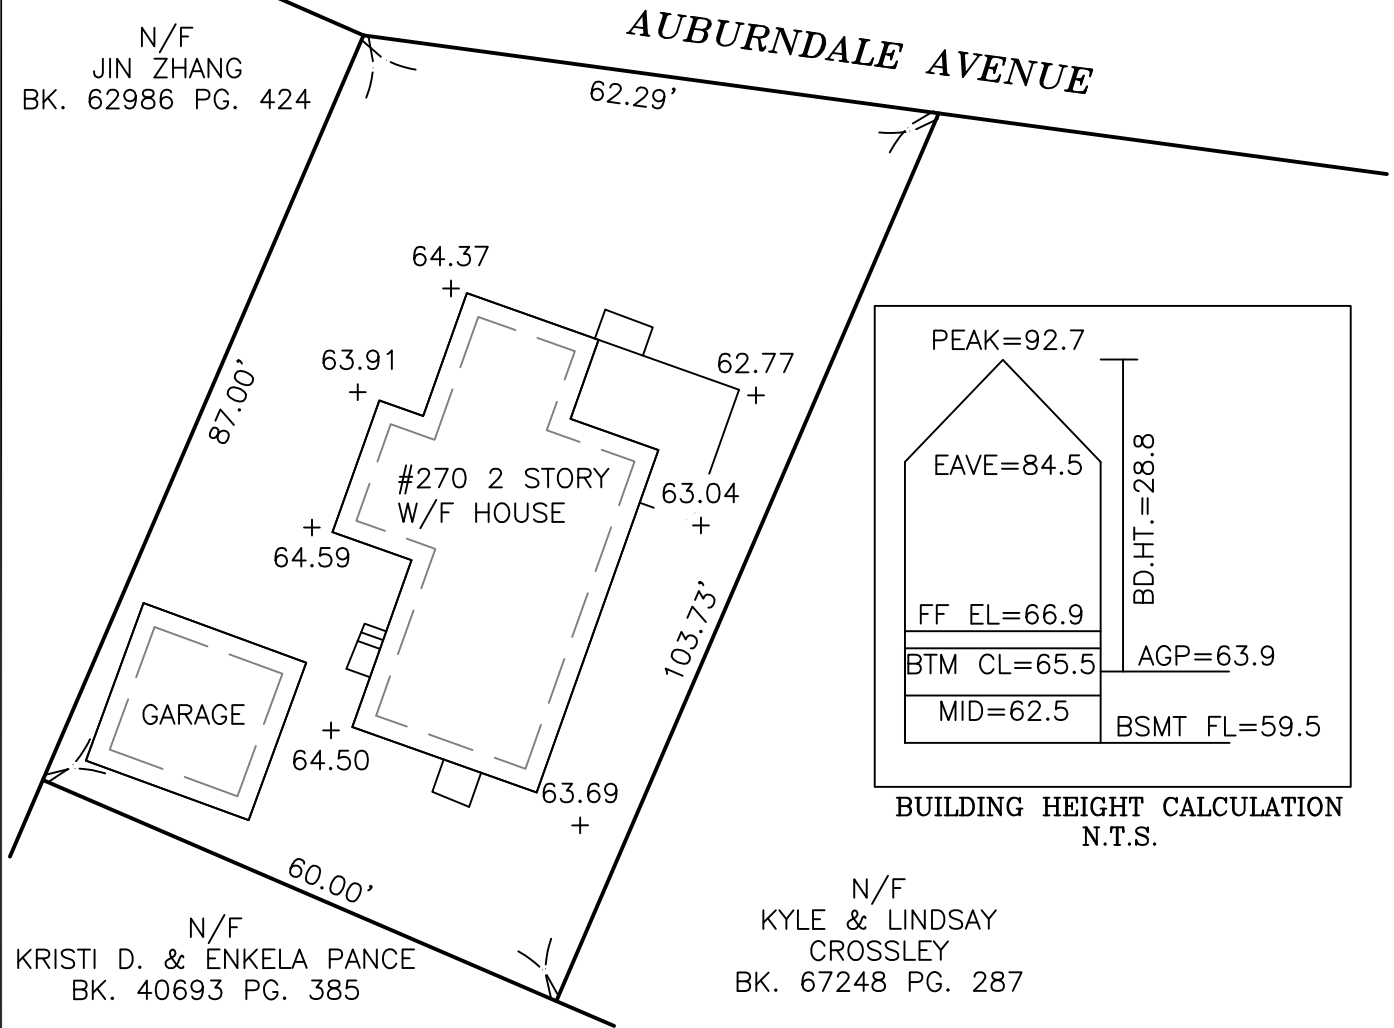 AUBURNDALE AVENUE
N/F
JIN ZHANG
BK. 62986 PG. 424
62.29'
64.37
63.91
62.77
87.00'
#270 2 STORY
W/F HOUSE
63.04
64.59
103.73'
GARAGE
64.50
63.69
60.00'
PEAK=92.7
EAVE=84.5
BD.HT.=28.8
FF EL=66.9
BTM CL=65.5
AGP=63.9
MID=62.5
BSMT FL=59.5
BUILDING HEIGHT CALCULATION
N.T.S.
N/F
KRISTI D. & ENKELA PANCE
BK. 40693 PG. 385
N/F
KYLE & LINDSAY
CROSSLEY
BK. 67248 PG. 287